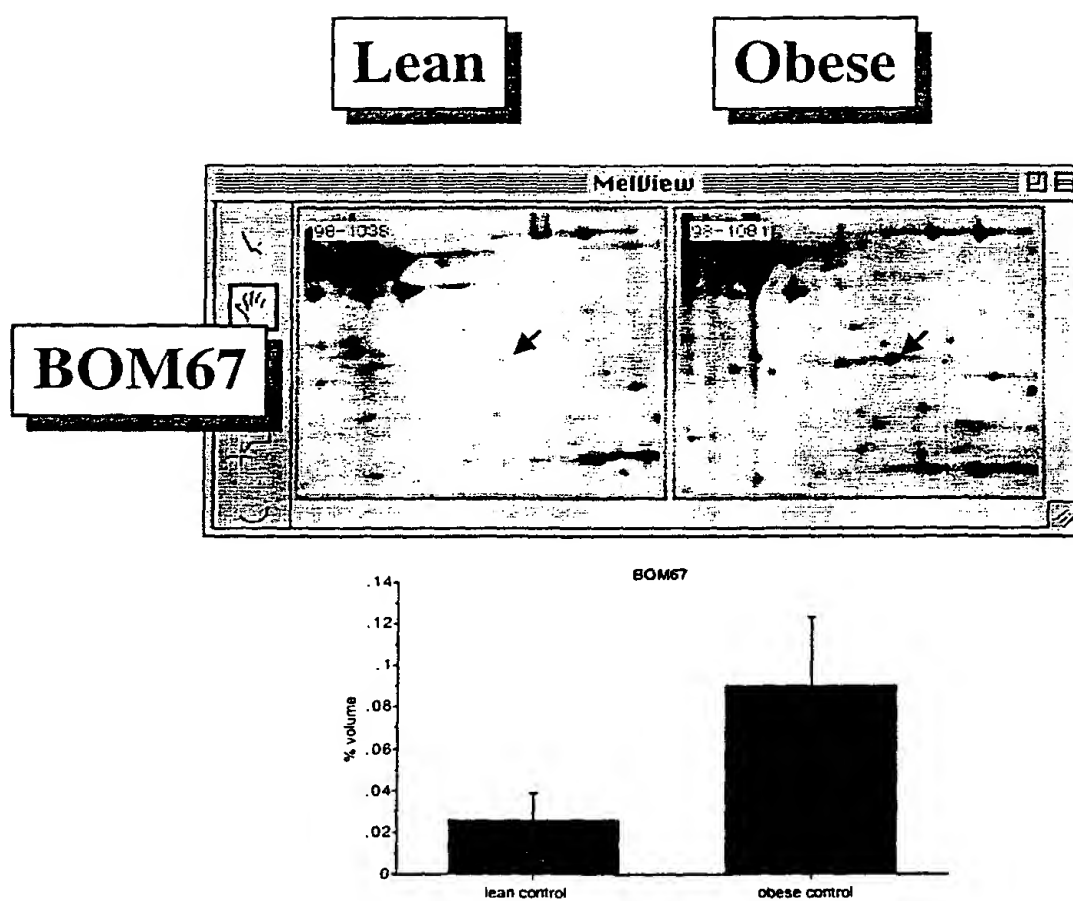 Lean
Obese
MelView
98-1038
98-1081
BOM67
BOM67
.14
.12
.1
.08
.06
.04
.02
0
% volume
lean control
obese control